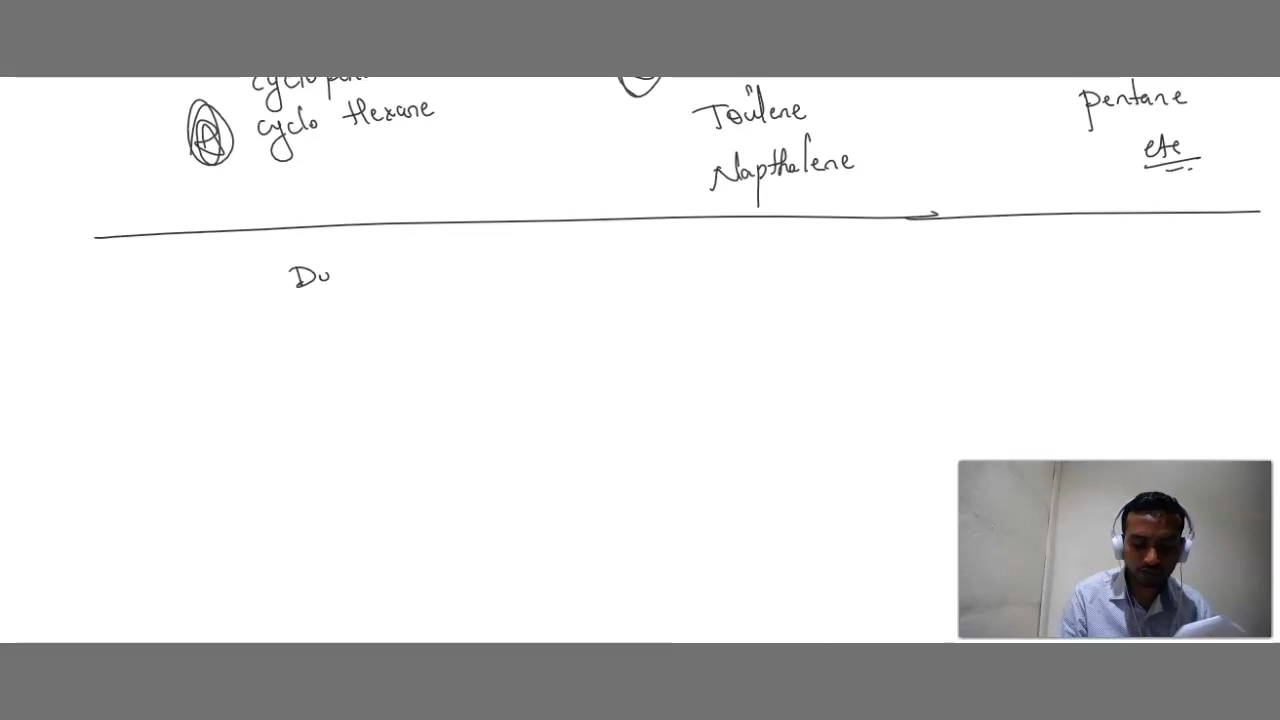 cyclo Hexane
Toulene
Napthalene
pentane
etc
Du